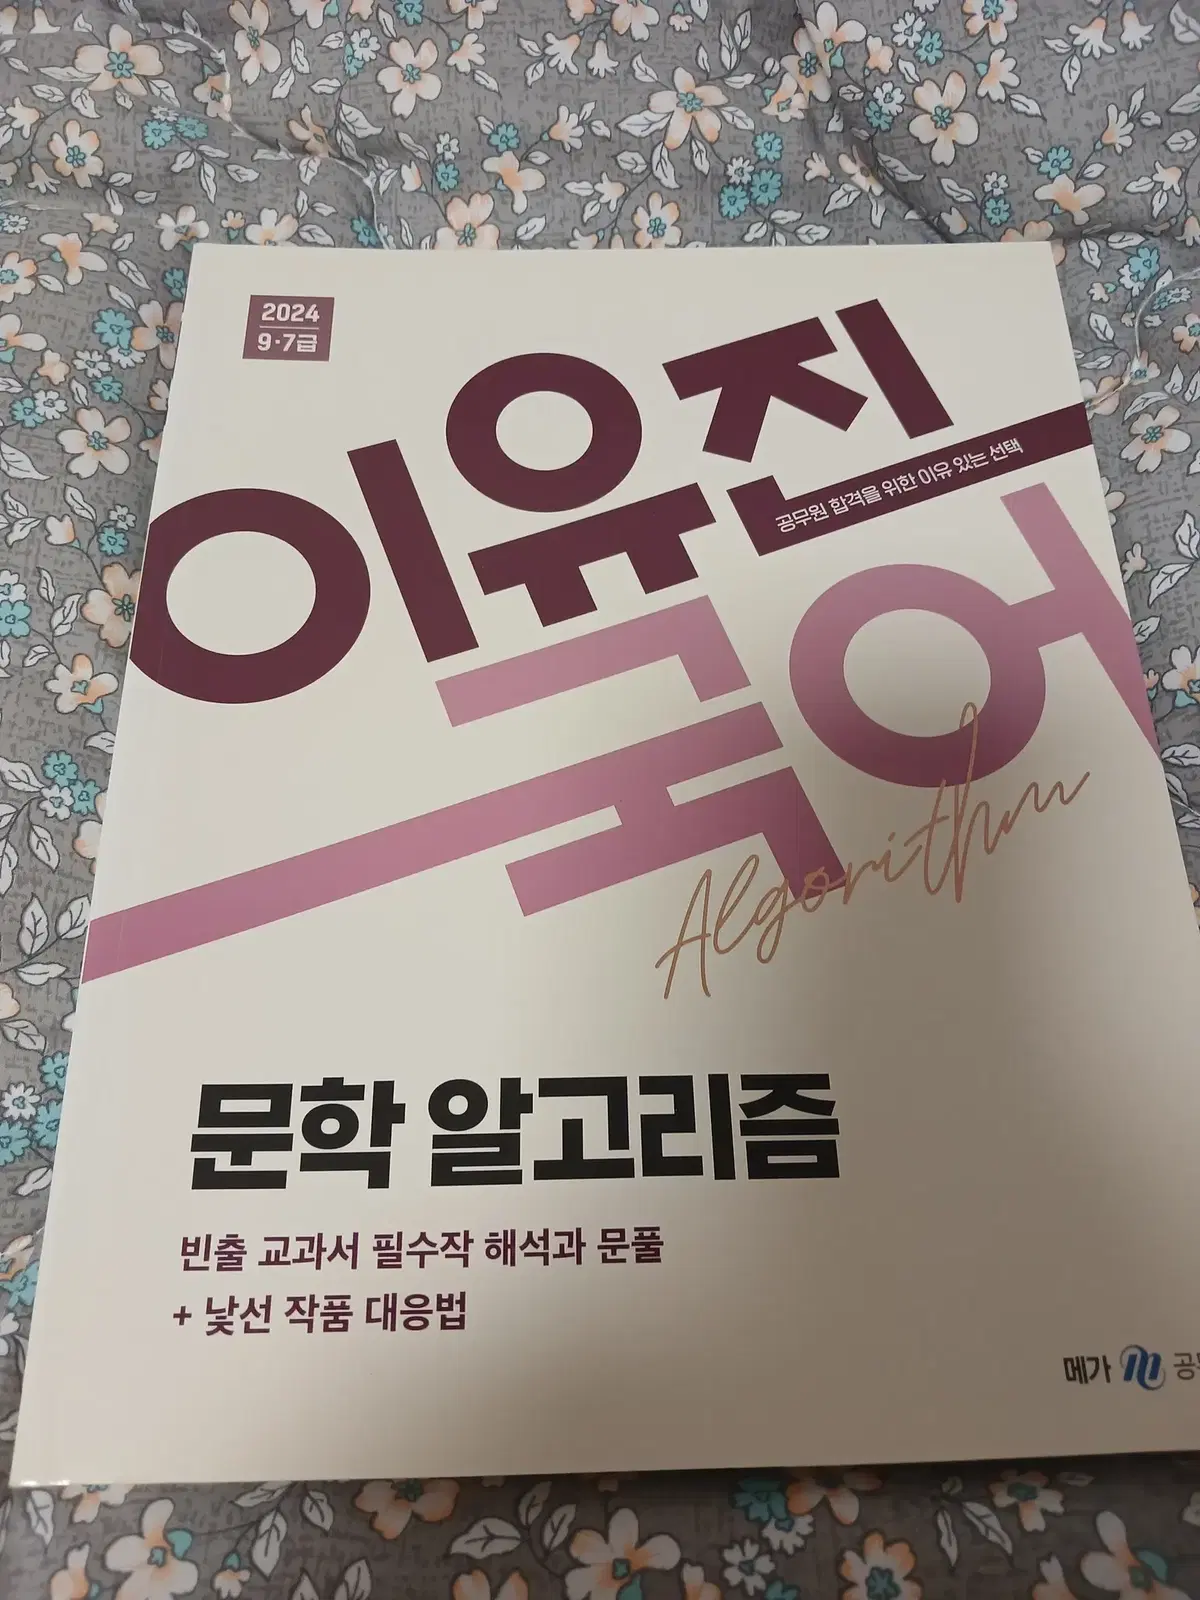 2024
9·7급
이유진
공무원 합격을 위한 이유 있는 선택
국어
Algorithm
문학 알고리즘
빈출 교과서 필수작 해석과 문풀
+ 낯선 작품 대응법
메가 공